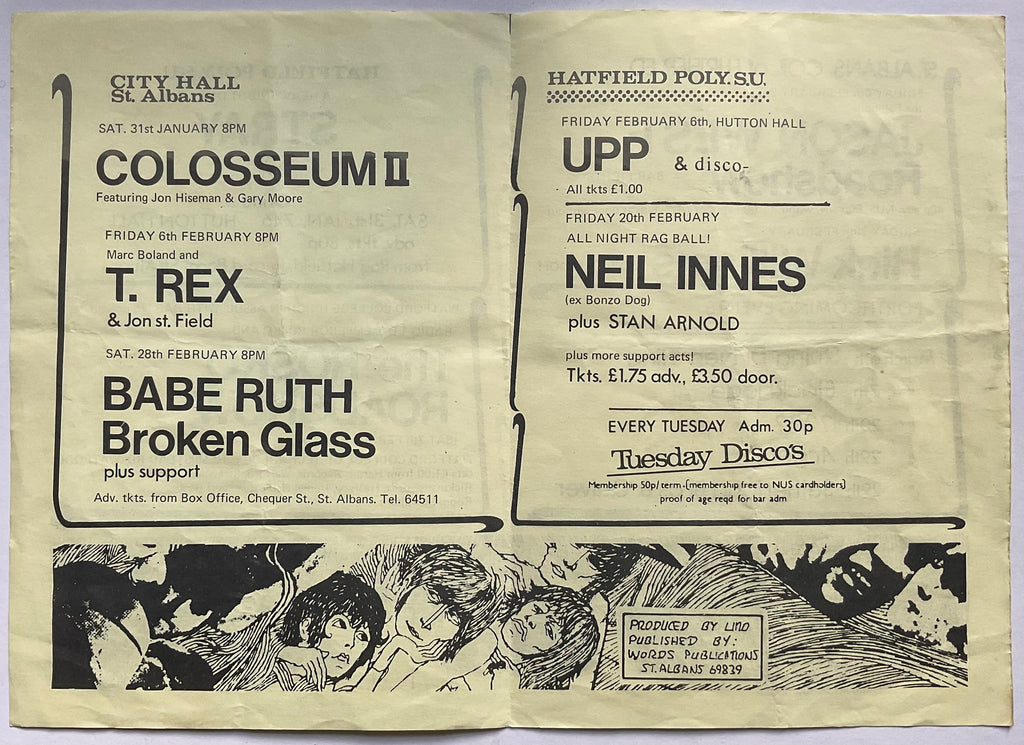 CITY HALL
St. Albans
SAT. 31st JANUARY 8PM
COLOSSEUM II
Featuring Jon Hiseman & Gary Moore
FRIDAY 6th FEBRUARY 8PM
Marc Boland and
T. REX
& Jon st. Field
SAT. 28th FEBRUARY 8PM
BABE RUTH
Broken Glass
plus support
Adv. tkts. from Box Office, Chequer St., St. Albans. Tel. 64511
HATFIELD POLY. S.U.
FRIDAY FEBRUARY 6th, HUTTON HALL
UPP & disco-
All tkts £1.00
FRIDAY 20th FEBRUARY
ALL NIGHT RAG BALL!
NEIL INNES
(ex Bonzo Dog)
plus STAN ARNOLD
plus more support acts!
Tkts. £1.75 adv., £3.50 door.
EVERY TUESDAY Adm. 30p
Tuesday Disco's
Membership 50p/term-(membership free to NUS cardholders)
proof of age reqd for bar adm
PRODUCED BY LINO
PUBLISHED BY:
WORDS PUBLICATIONS
ST. ALBANS 69839